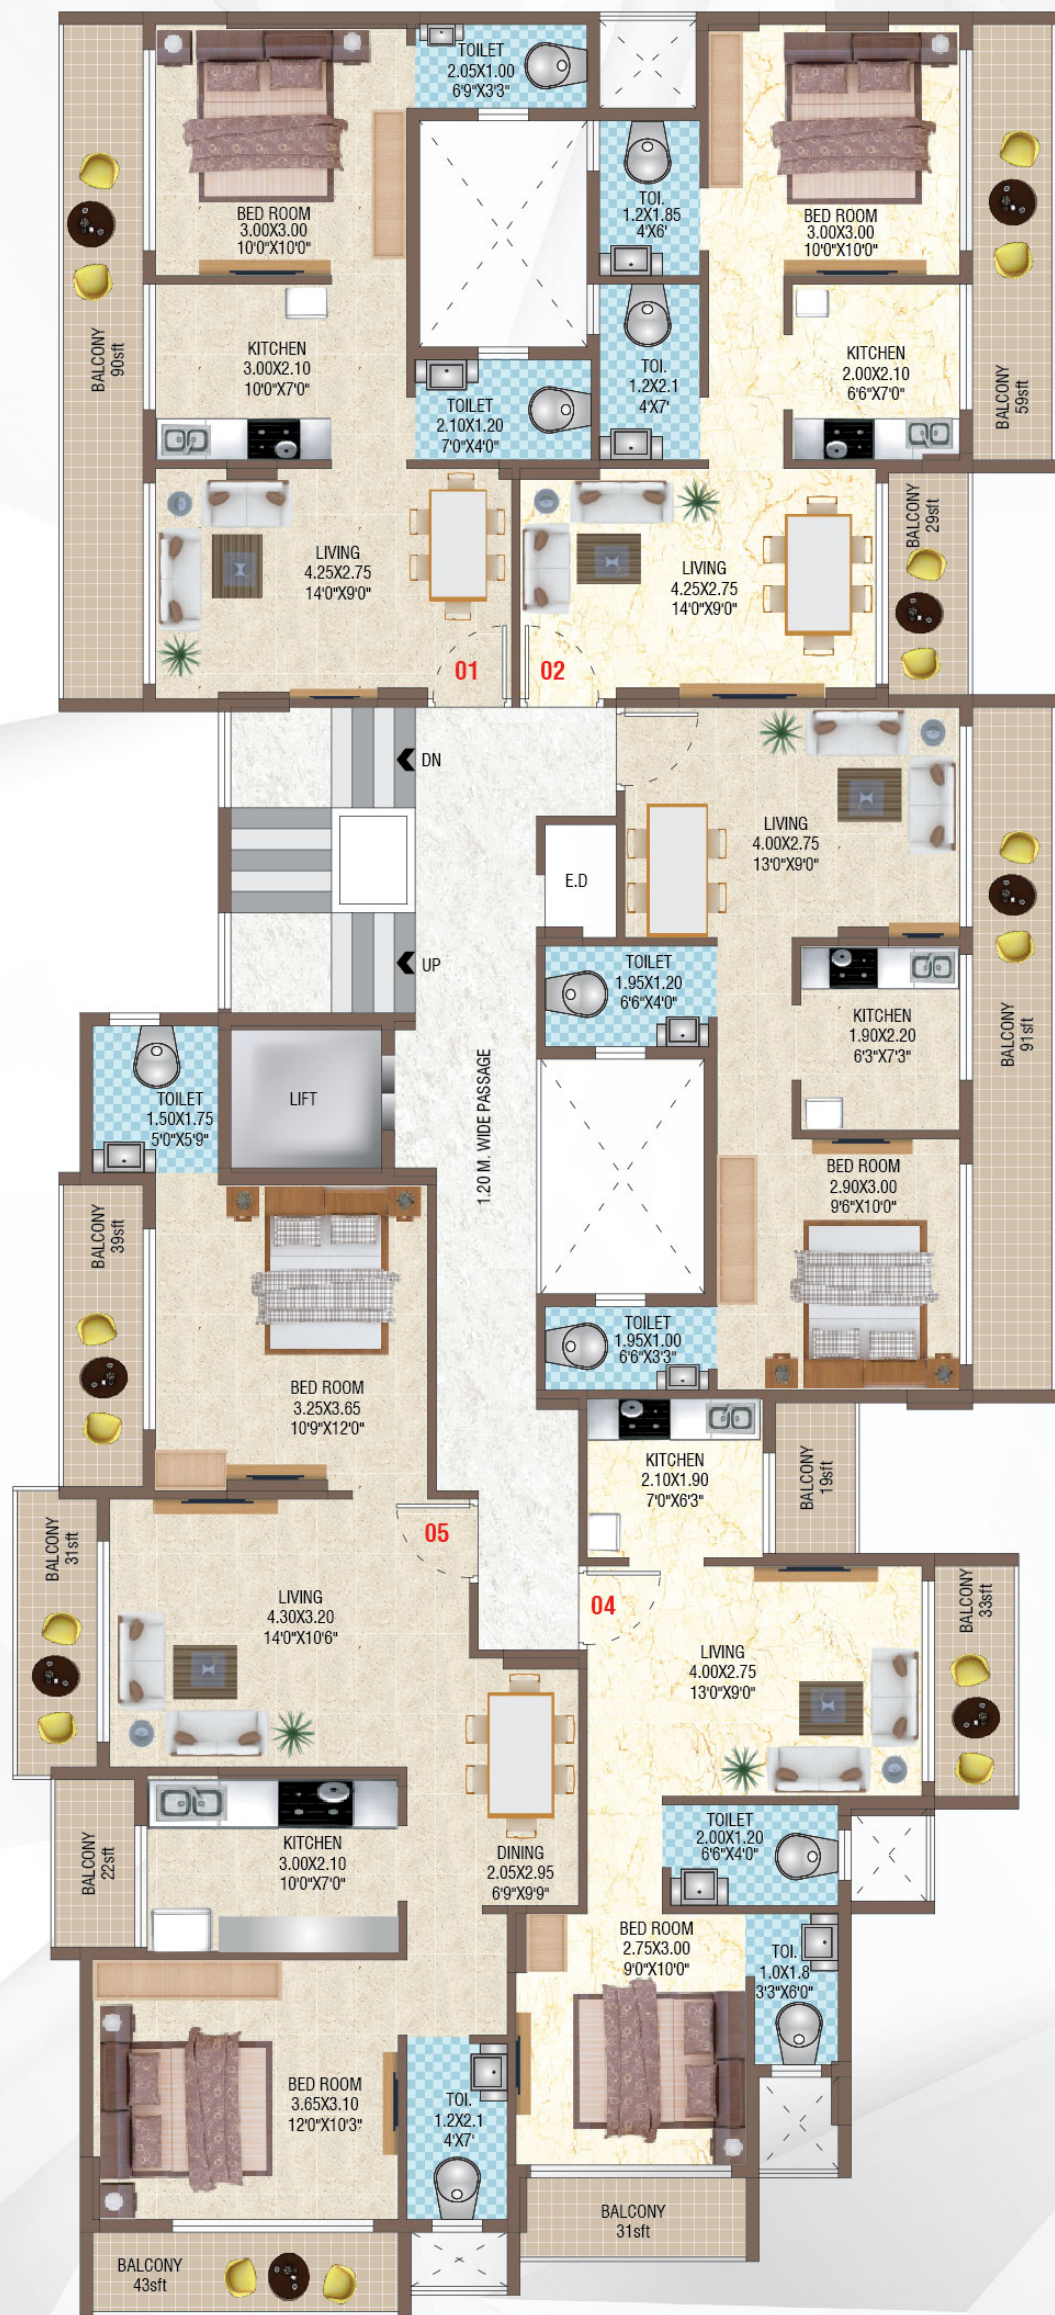 TOILET
2.05X1.00
6'9"X3'3"
BED ROOM
3.00X3.00
10'0"X10'0"
TOI.
1.2X1.85
4'X6'
BED ROOM
3.00X3.00
10'0"X10'0"
BALCONY
90sft
KITCHEN
3.00X2.10
10'0"X7'0"
TOILET
2.10X1.20
7'0"X4'0"
TOI.
1.2X2.1
4'X7'
KITCHEN
2.00X2.10
6'6"X7'0"
BALCONY
59sft
LIVING
4.25X2.75
14'0"X9'0"
LIVING
4.25X2.75
14'0"X9'0"
BALCONY
29sft
01
02
DN
LIVING
4.00X2.75
13'0"X9'0"
E.D
UP
TOILET
1.95X1.20
6'6"X4'0"
KITCHEN
1.90X2.20
6'3"X7'3"
BALCONY
91sft
TOILET
1.50X1.75
5'0"X5'9"
LIFT
1.20 M. WIDE PASSAGE
BED ROOM
2.90X3.00
9'6"X10'0"
BALCONY
39sft
TOILET
1.95X1.00
6'6"X3'3"
BED ROOM
3.25X3.65
10'9"X12'0"
KITCHEN
2.10X1.90
7'0"X6'3"
BALCONY
19sft
BALCONY
31sft
05
LIVING
4.30X3.20
14'0"X10'6"
04
LIVING
4.00X2.75
13'0"X9'0"
BALCONY
33sft
BALCONY
22sft
KITCHEN
3.00X2.10
10'0"X7'0"
DINING
2.05X2.95
6'9"X9'9"
TOILET
2.00X1.20
6'6"X4'0"
BED ROOM
2.75X3.00
9'0"X10'0"
TOI.
1.0X1.8
3'3"X6'0"
BED ROOM
3.65X3.10
12'0"X10'3"
TOI.
1.2X2.1
4'X7'
BALCONY
31sft
BALCONY
43sft